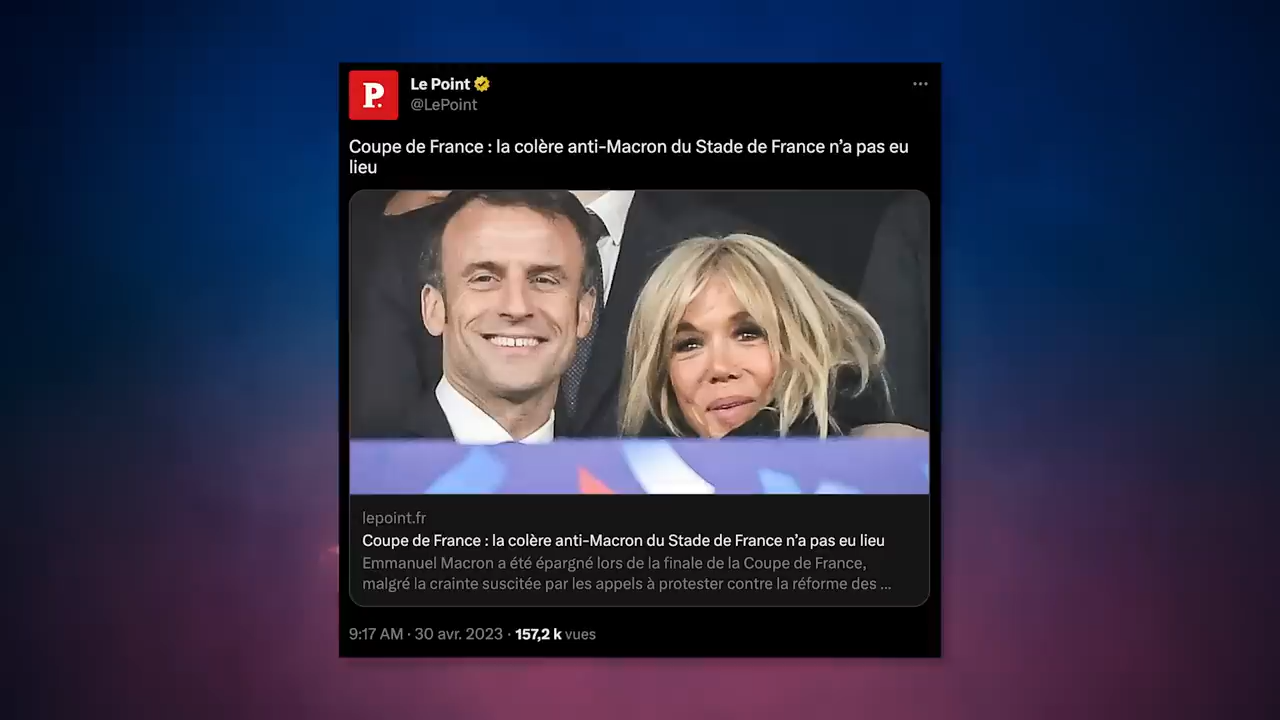 P.
Le Point
@LePoint
Coupe de France : la colère anti-Macron du Stade de France n’a pas eu
lieu
lepoint.fr
Coupe de France : la colère anti-Macron du Stade de France n’a pas eu lieu
Emmanuel Macron a été épargné lors de la finale de la Coupe de France,
malgré la crainte suscitée par les appels à protester contre la réforme des ...
9:17 AM · 30 avr. 2023 · 157,2 k vues